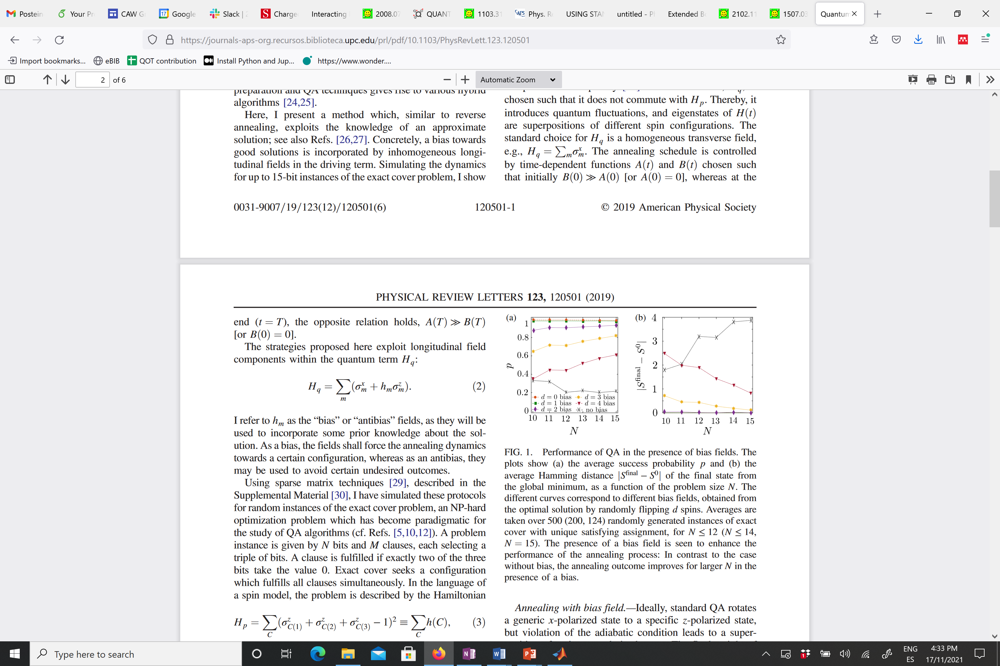 Postein
Your Pr
CAW G
Google
Slack | 2
Charge
Interacting
2008.07
QUANT
1103.31
Phys. R
USING STA
untitled - P
Extended B
2102.11
1507.03
Quantum
https://journals-aps-org.recursos.biblioteca.upc.edu/prl/pdf/10.1103/PhysRevLett.123.120501
Import bookmarks...
eBIB
QOT contribution
Install Python and Jup...
https://www.wonder....
2 of 6
Automatic Zoom
preparation and QA techniques gives rise to various hybrid
algorithms [24,25].
Here, I present a method which, similar to reverse
annealing, exploits the knowledge of an approximate
solution; see also Refs. [26,27]. Concretely, a bias towards
good solutions is incorporated by inhomogeneous longi-
tudinal fields in the driving term. Simulating the dynamics
for up to 15-bit instances of the exact cover problem, I show
chosen such that it does not commute with H_p. Thereby, it
introduces quantum fluctuations, and eigenstates of H(t)
are superpositions of different spin configurations. The
standard choice for H_q is a homogeneous transverse field,
e.g., H_q = ∑_m σ_m^x. The annealing schedule is controlled
by time-dependent functions A(t) and B(t) chosen such
that initially B(0) ≫ A(0) [or A(0) = 0], whereas at the
0031-9007/19/123(12)/120501(6)
120501-1
© 2019 American Physical Society
PHYSICAL REVIEW LETTERS 123, 120501 (2019)
end (t = T), the opposite relation holds, A(T) ≫ B(T)
[or B(0) = 0].
The strategies proposed here exploit longitudinal field
components within the quantum term H_q:
H_q = ∑_m (σ_m^x + h_m σ_m^z). (2)
I refer to h_m as the “bias” or “antibias” fields, as they will be
used to incorporate some prior knowledge about the sol-
ution. As a bias, the fields shall force the annealing dynamics
towards a certain configuration, whereas as an antibias, they
may be used to avoid certain undesired outcomes.
Using sparse matrix techniques [29], described in the
Supplemental Material [30], I have simulated these protocols
for random instances of the exact cover problem, an NP-hard
optimization problem which has become paradigmatic for
the study of QA algorithms (cf. Refs. [5,10,12]). A problem
instance is given by N bits and M clauses, each selecting a
triple of bits. A clause is fulfilled if exactly two of the three
bits take the value 0. Exact cover seeks a configuration
which fulfills all clauses simultaneously. In the language of
a spin model, the problem is described by the Hamiltonian
H_p = ∑_C (σ_C(1)^z + σ_C(2)^z + σ_C(3)^z − 1)^2 ≡ ∑_C h(C), (3)
(a)
1
0.8
0.6
0.4
0.2
0
p
d = 0 bias
d = 3 bias
d = 1 bias
d = 4 bias
d = 2 bias
no bias
10 11 12 13 14 15
N
(b)
4
3
2
1
0
|S^final − S^0|
10 11 12 13 14 15
N
FIG. 1. Performance of QA in the presence of bias fields. The
plots show (a) the average success probability p and (b) the
average Hamming distance |S^final − S^0| of the final state from
the global minimum, as a function of the problem size N. The
different curves correspond to different bias fields, obtained from
the optimal solution by randomly flipping d spins. Averages are
taken over 500 (200, 124) randomly generated instances of exact
cover with unique satisfying assignment, for N ≤ 12 (N ≤ 14,
N = 15). The presence of a bias field is seen to enhance the
performance of the annealing process: In contrast to the case
without bias, the annealing outcome improves for larger N in the
presence of a bias.
Annealing with bias field.—Ideally, standard QA rotates
a generic x-polarized state to a specific z-polarized state,
but violation of the adiabatic condition leads to a super-
Type here to search
ENG
ES
4:33 PM
17/11/2021